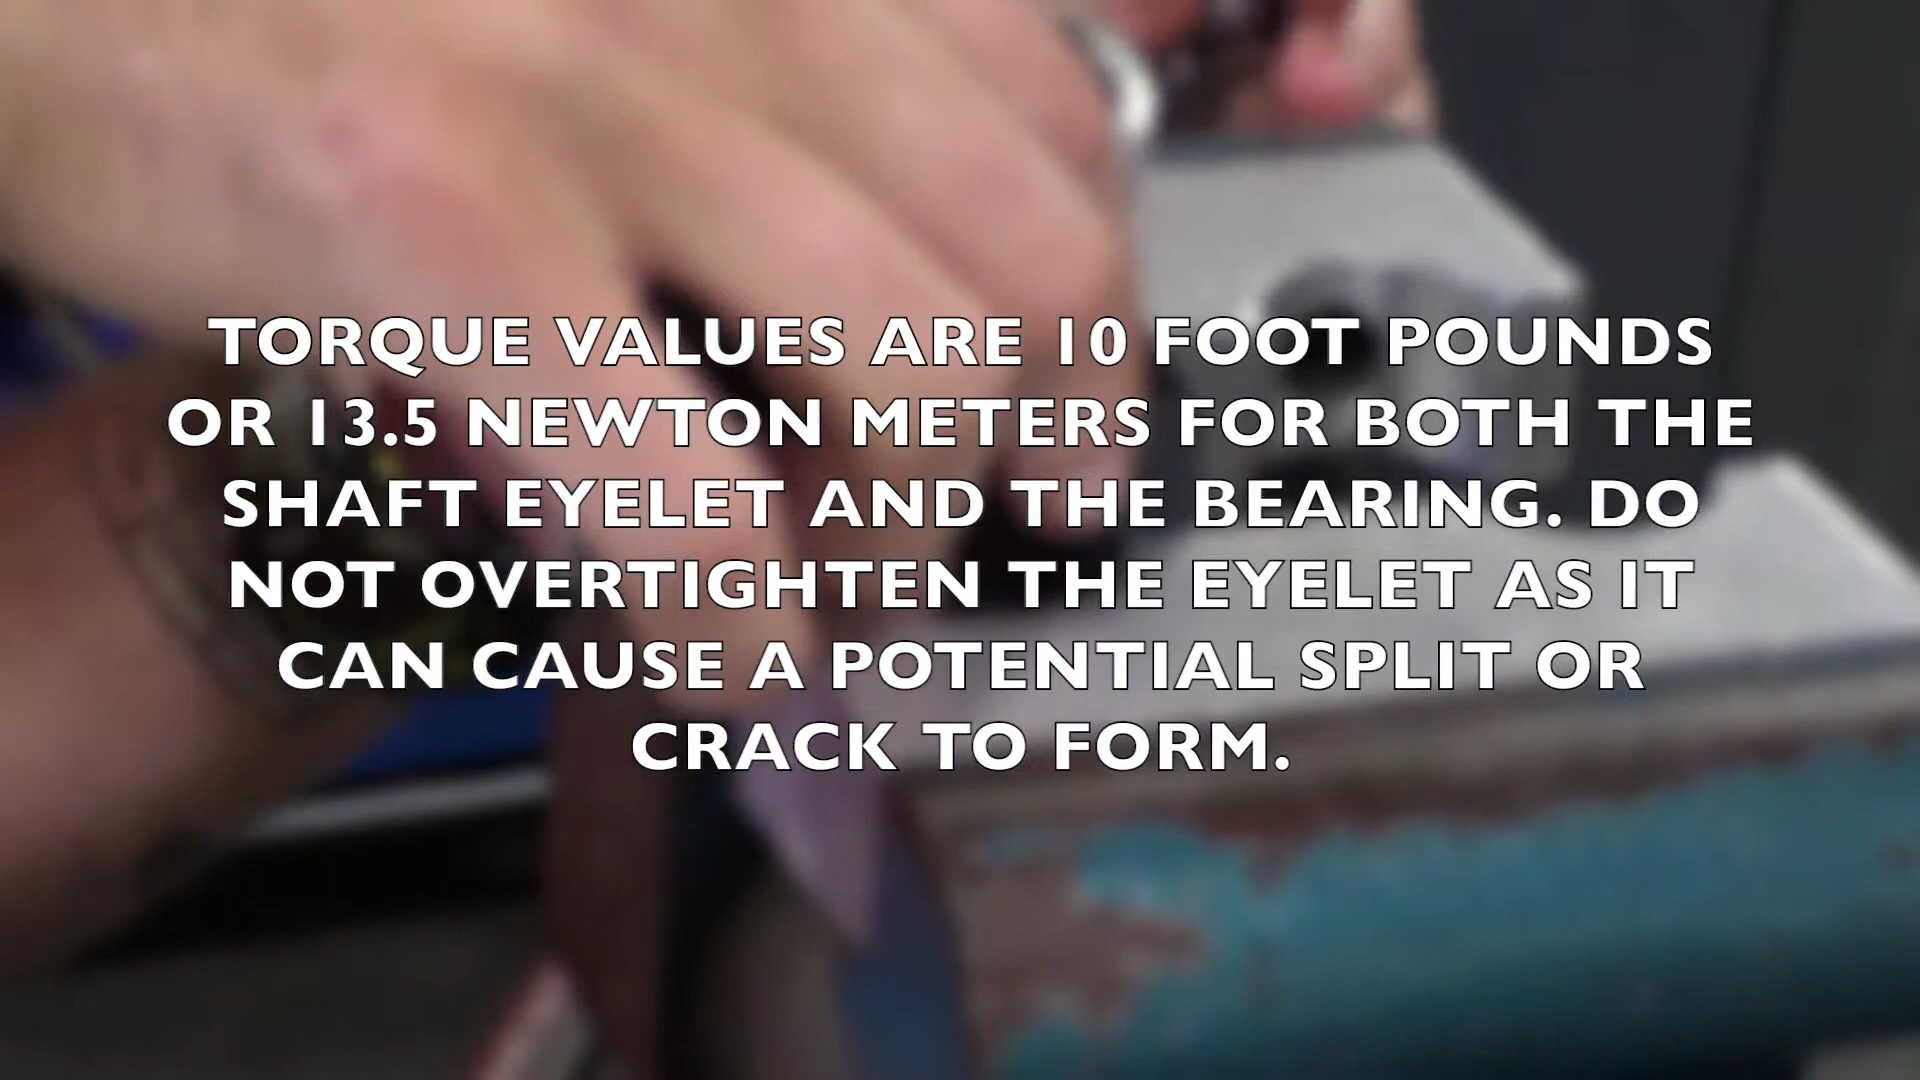 TORQUE VALUES ARE 10 FOOT POUNDS
OR 13.5 NEWTON METERS FOR BOTH THE
SHAFT EYELET AND THE BEARING. DO
NOT OVERTIGHTEN THE EYELET AS IT
CAN CAUSE A POTENTIAL SPLIT OR
CRACK TO FORM.